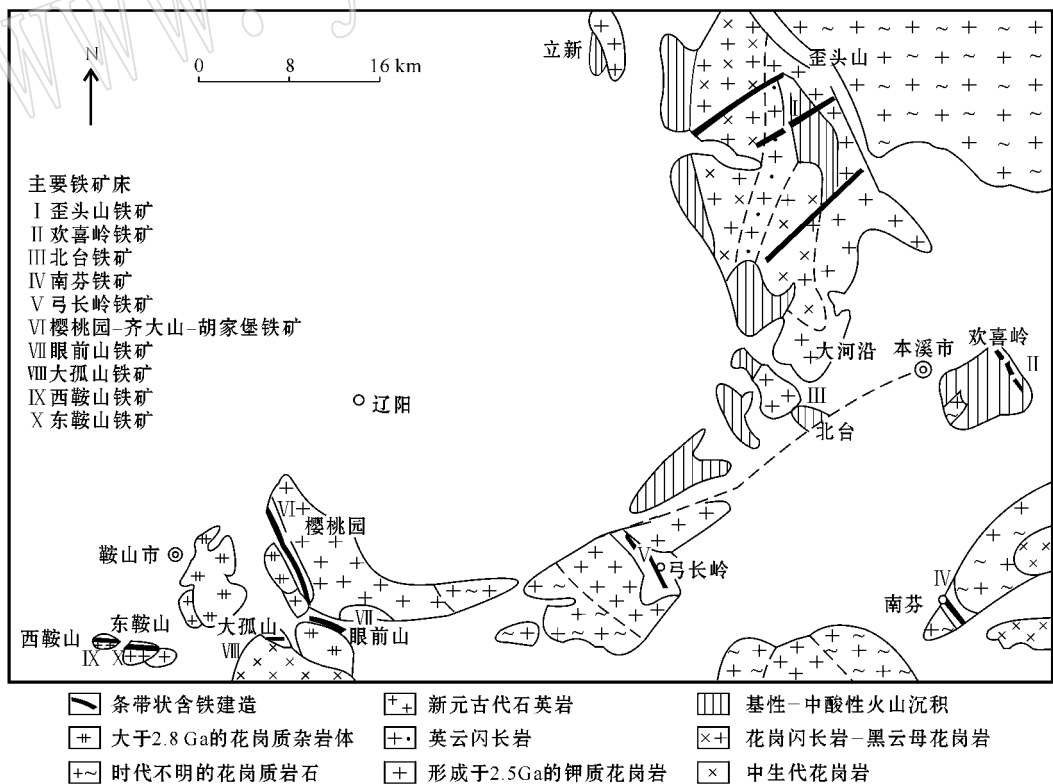 www.j
N
0 8 16 km
立新
歪头山
I
主要铁矿床
Ⅰ 歪头山铁矿
Ⅱ 欢喜岭铁矿
Ⅲ 北台铁矿
Ⅳ 南芬铁矿
Ⅴ 弓长岭铁矿
Ⅵ 樱桃园-齐大山-胡家堡铁矿
Ⅶ 眼前山铁矿
Ⅷ 大孤山铁矿
Ⅸ 西鞍山铁矿
Ⅹ 东鞍山铁矿
大河沿
本溪市
欢喜岭
Ⅱ
Ⅲ
北台
辽阳
Ⅵ
樱桃园
鞍山市
Ⅴ
弓长岭
Ⅳ
南芬
西鞍山
东鞍山
大孤山
Ⅶ
眼前山
Ⅸ
Ⅹ
Ⅷ
条带状含铁建造
新元古代石英岩
基性-中酸性火山沉积
大于2.8 Ga的花岗质杂岩体
英云闪长岩
花岗闪长岩-黑云母花岗岩
时代不明的花岗质岩石
形成于2.5Ga的钾质花岗岩
中生代花岗岩